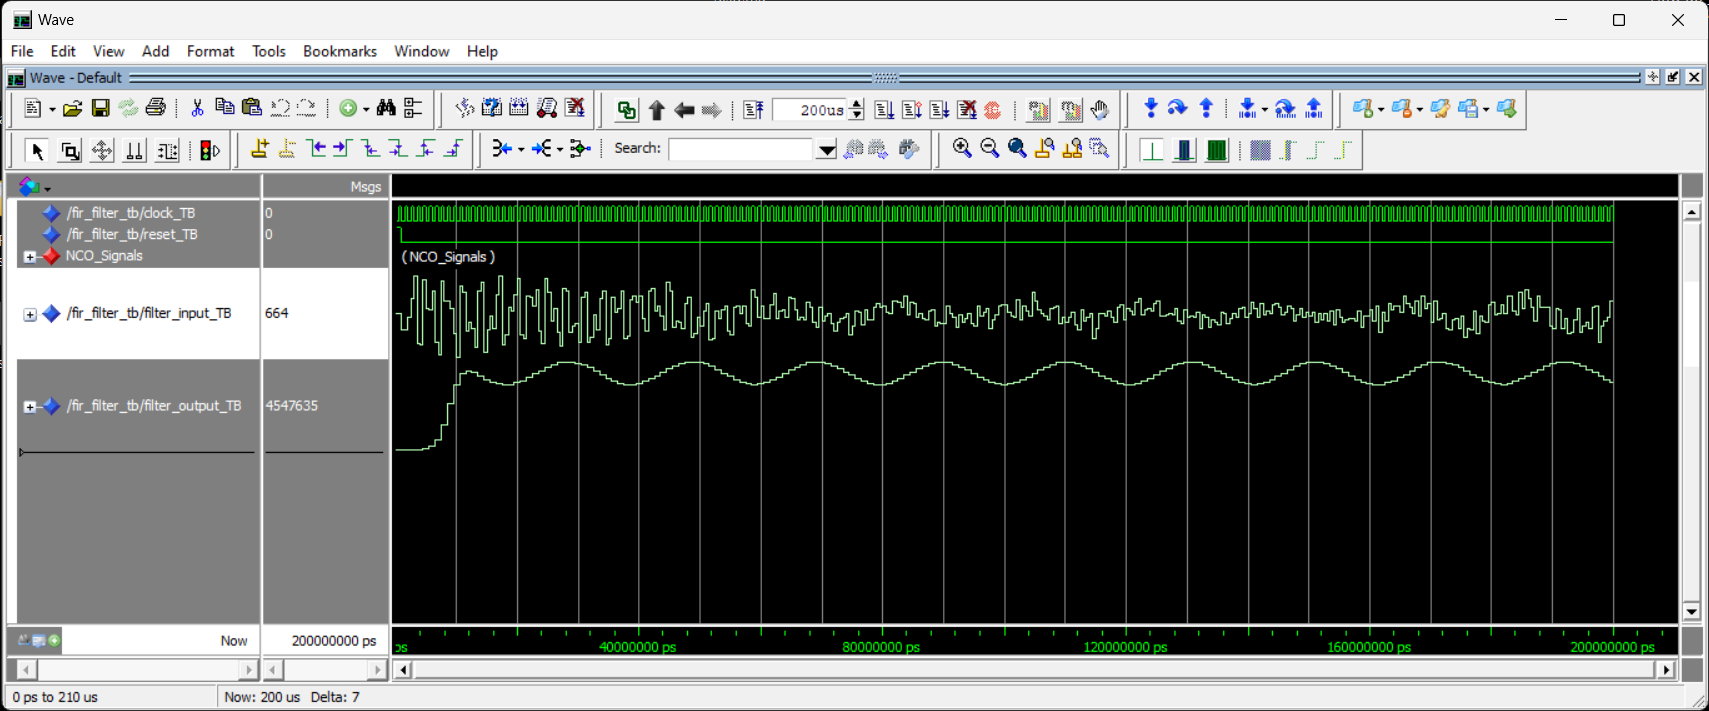 Wave
File Edit View Add Format Tools Bookmarks Window Help
Wave - Default
200us
Search:
Msgs
/fir_filter_tb/clock_TB 0
/fir_filter_tb/reset_TB 0
NCO_Signals (NCO_Signals)
/fir_filter_tb/filter_input_TB 664
/fir_filter_tb/filter_output_TB 4547635
Now 200000000 ps
ps 40000000 ps 80000000 ps 120000000 ps 160000000 ps 200000000 ps
0 ps to 210 us Now: 200 us Delta: 7